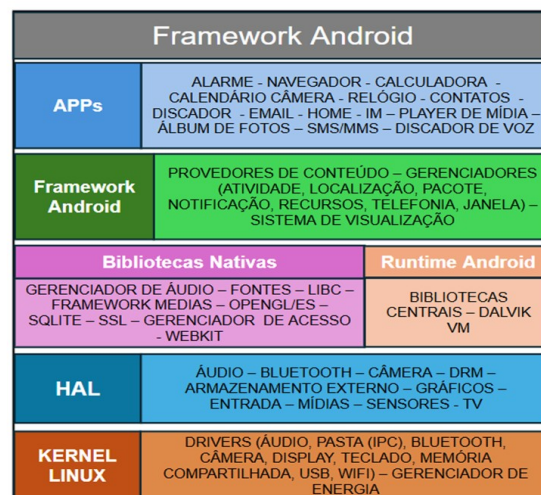 Framework Android
APPs
ALARME - NAVEGADOR - CALCULADORA -
CALENDÁRIO CÂMERA - RELÓGIO - CONTATOS -
DISCADOR - EMAIL - HOME - IM – PLAYER DE MÍDIA –
ÁLBUM DE FOTOS – SMS/MMS – DISCADOR DE VOZ
Framework
Android
PROVEDORES DE CONTEÚDO – GERENCIADORES
(ATIVIDADE, LOCALIZAÇÃO, PACOTE,
NOTIFICAÇÃO, RECURSOS, TELEFONIA, JANELA) –
SISTEMA DE VISUALIZAÇÃO
Bibliotecas Nativas
GERENCIADOR DE ÁUDIO – FONTES – LIBC –
FRAMEWORK MEDIAS – OPENGL/ES –
SQLITE – SSL – GERENCIADOR DE ACESSO
- WEBKIT
Runtime Android
BIBLIOTECAS
CENTRAIS – DALVIK
VM
HAL
ÁUDIO – BLUETOOTH – CÂMERA – DRM –
ARMAZENAMENTO EXTERNO – GRÁFICOS –
ENTRADA – MÍDIAS – SENSORES - TV
KERNEL
LINUX
DRIVERS (ÁUDIO, PASTA (IPC), BLUETOOTH,
CÂMERA, DISPLAY, TECLADO, MEMÓRIA
COMPARTILHADA, USB, WIFI) – GERENCIADOR DE
ENERGIA